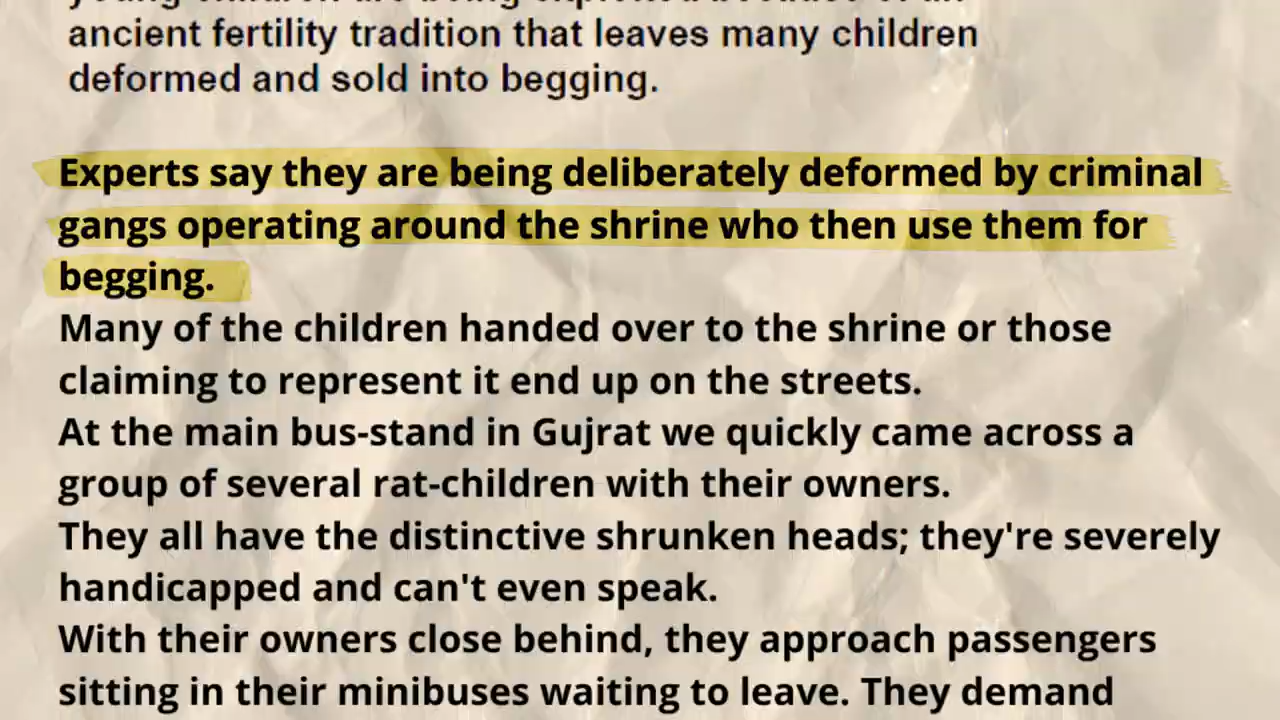 ancient fertility tradition that leaves many children
deformed and sold into begging.
Experts say they are being deliberately deformed by criminal
gangs operating around the shrine who then use them for
begging.
Many of the children handed over to the shrine or those
claiming to represent it end up on the streets.
At the main bus-stand in Gujrat we quickly came across a
group of several rat-children with their owners.
They all have the distinctive shrunken heads; they're severely
handicapped and can't even speak.
With their owners close behind, they approach passengers
sitting in their minibuses waiting to leave. They demand